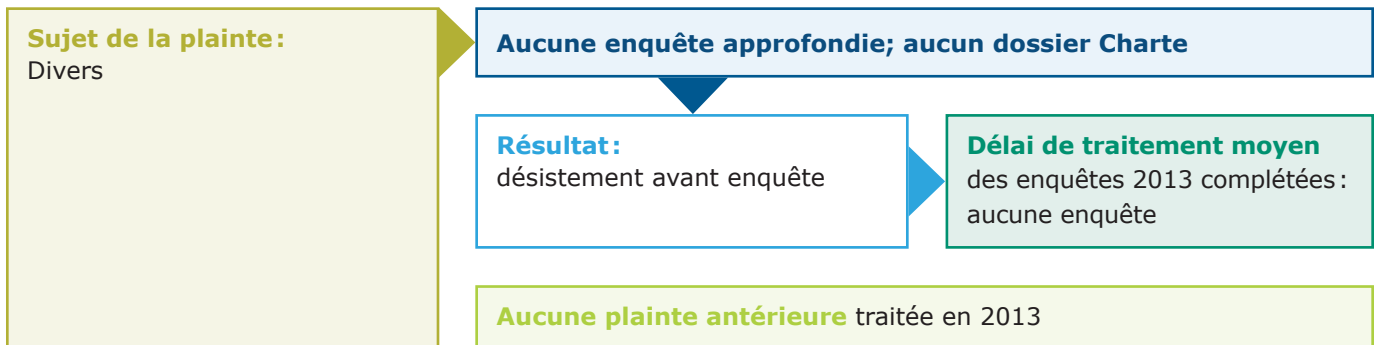 Sujet de la plainte :
Divers
Aucune enquête approfondie; aucun dossier Charte
Résultat :
désistement avant enquête
Délai de traitement moyen
des enquêtes 2013 complétées :
aucune enquête
Aucune plainte antérieure traitée en 2013